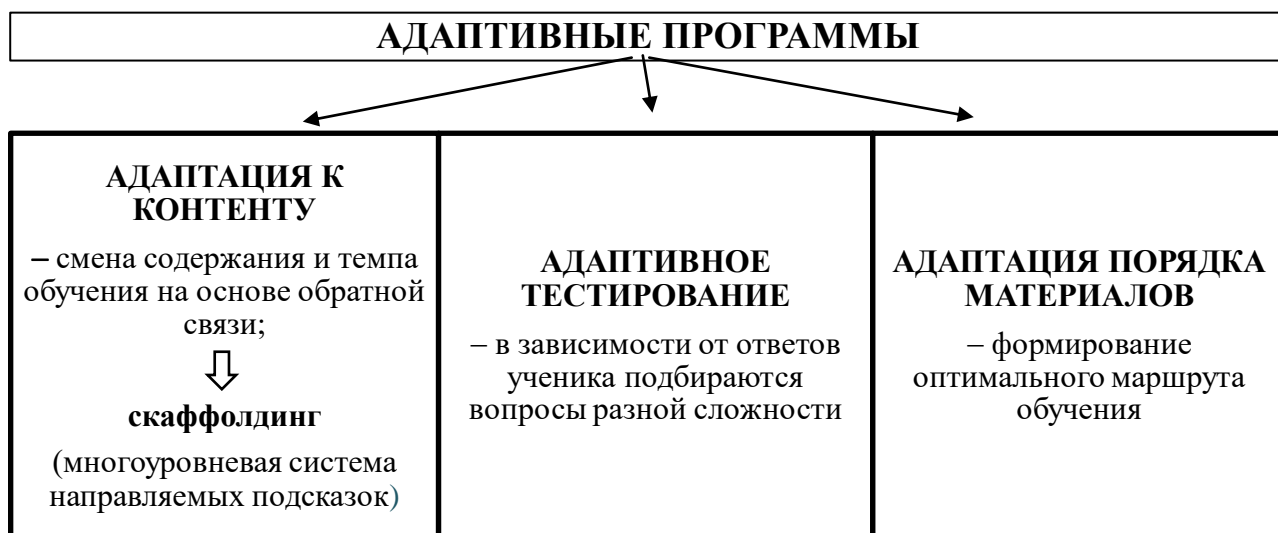 АДАПТИВНЫЕ ПРОГРАММЫ
АДАПТАЦИЯ К
КОНТЕНТУ
– смена содержания и темпа
обучения на основе обратной
связи;
скаффолдинг
(многоуровневая система
направляемых подсказок)
АДАПТИВНОЕ
ТЕСТИРОВАНИЕ
– в зависимости от ответов
ученика подбираются
вопросы разной сложности
АДАПТАЦИЯ ПОРЯДКА
МАТЕРИАЛОВ
– формирование
оптимального маршрута
обучения